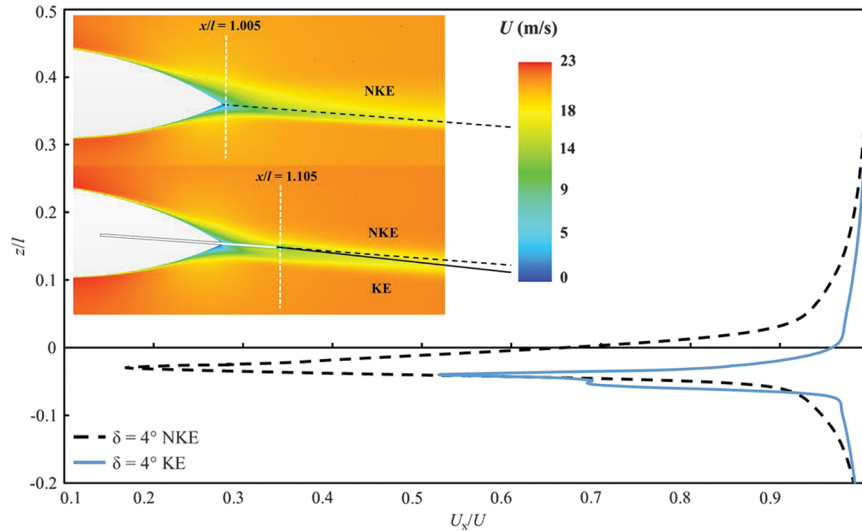 0.5
0.4
0.3
0.2
0.1
0
-0.1
-0.2
z/l
x/l = 1.005
NKE
x/l = 1.105
NKE
KE
U (m/s)
23
18
14
9
5
0
δ = 4° NKE
δ = 4° KE
0.1 0.2 0.3 0.4 0.5 0.6 0.7 0.8 0.9
Ux/U